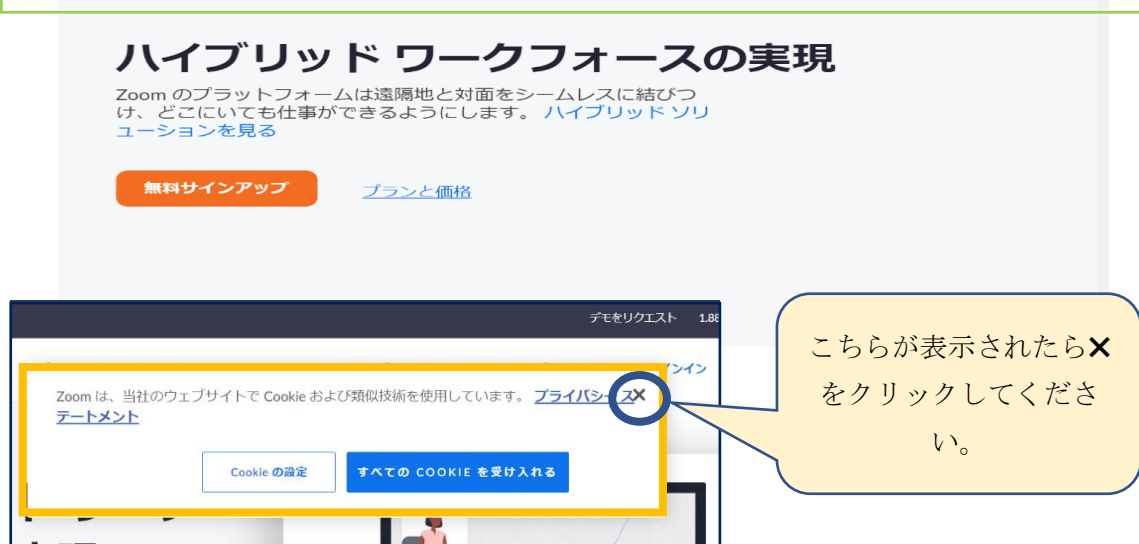 ハイブリッド ワークフォースの実現
Zoom のプラットフォームは遠隔地と対面をシームレスに結びつ
け、どこにいても仕事ができるようにします。 ハイブリッド ソリ
ューションを見る
無料サインアップ
プランと価格
デモをリクエスト 1.88
ンイン
Zoom は、当社のウェブサイトで Cookie および類似技術を使用しています。 プライバシース
テートメント
Cookie の設定
すべての COOKIE を受け入れる
こちらが表示されたら✕
をクリックしてくださ
い。